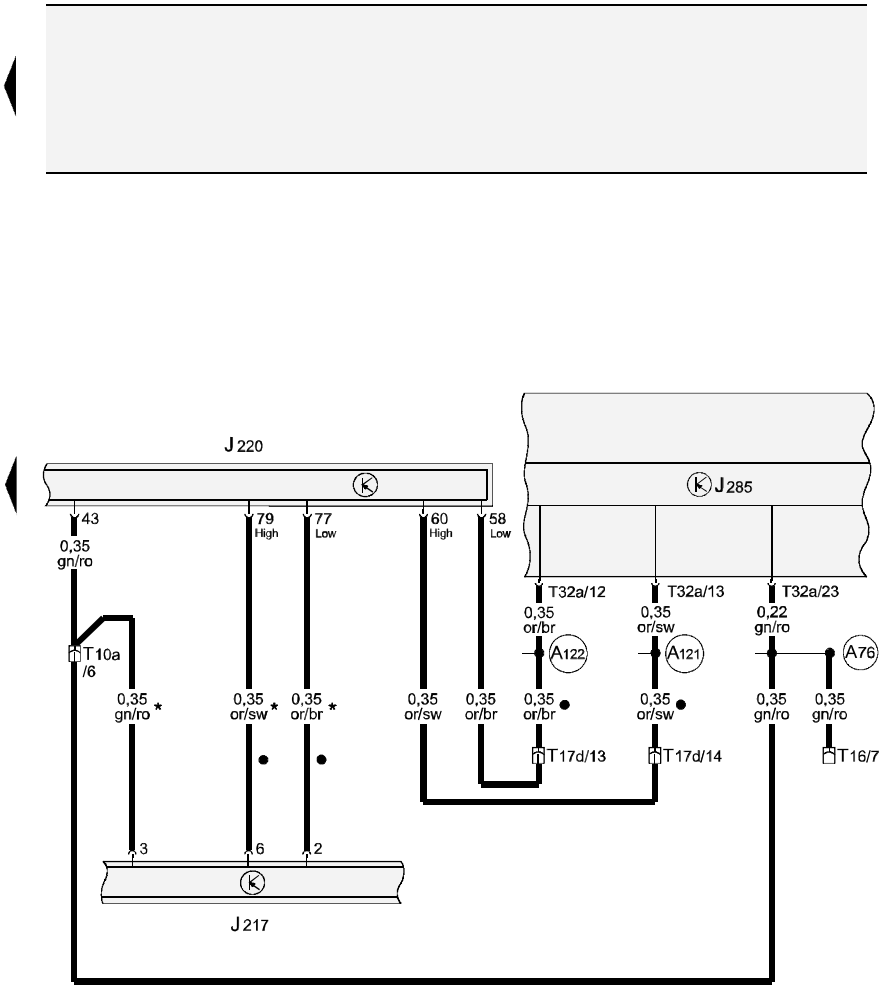 J 220
J 285
43
79
High
77
Low
60
High
58
Low
0,35
gn/ro
T32a/12
T32a/13
T32a/23
0,35
or/br
0,35
or/sw
0,22
gn/ro
T10a
/6
A122
A121
A76
0,35
gn/ro *
0,35
or/sw *
0,35
or/br *
0,35
or/sw
0,35
or/br
0,35
or/br
0,35
or/sw
0,35
gn/ro
0,35
gn/ro
T17d/13
T17d/14
T16/7
3
6
2
J 217